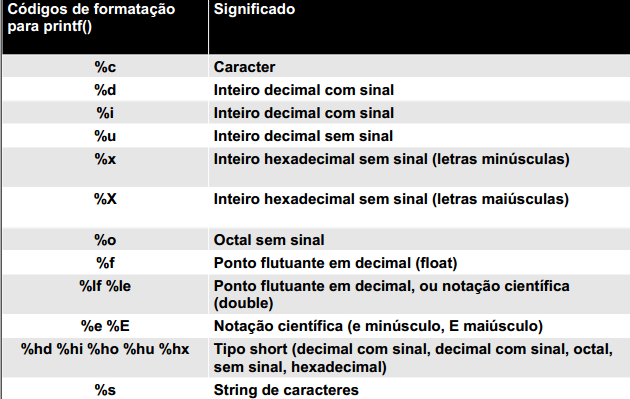 Códigos de formatação Significado
para printf()
%c Caracter
%d Inteiro decimal com sinal
%i Inteiro decimal com sinal
%u Inteiro decimal sem sinal
%x Inteiro hexadecimal sem sinal (letras minúsculas)
%X Inteiro hexadecimal sem sinal (letras maiúsculas)
%o Octal sem sinal
%f Ponto flutuante em decimal (float)
%lf %le Ponto flutuante em decimal, ou notação científica
(double)
%e %E Notação científica (e minúsculo, E maiúsculo)
%hd %hi %ho %hu %hx Tipo short (decimal com sinal, decimal com sinal, octal,
sem sinal, hexadecimal)
%s String de caracteres